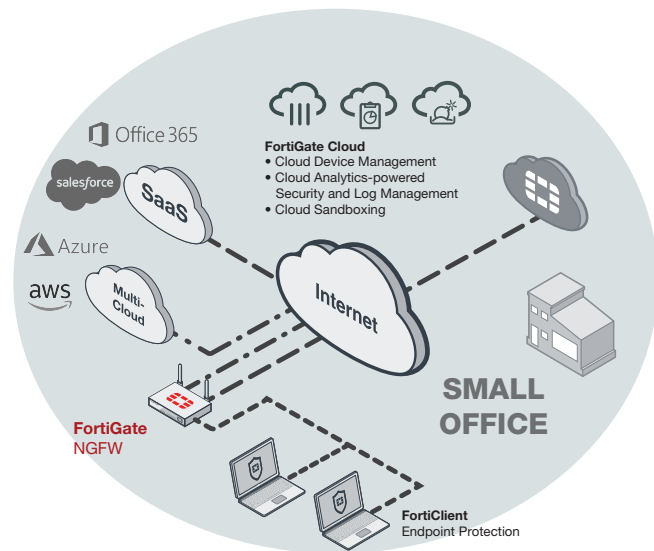 Office 365
salesforce
SaaS
Azure
aws
Multi-
Cloud
FortiGate Cloud
• Cloud Device Management
• Cloud Analytics-powered
Security and Log Management
• Cloud Sandboxing
Internet
SMALL
OFFICE
FortiGate
NGFW
FortiClient
Endpoint Protection